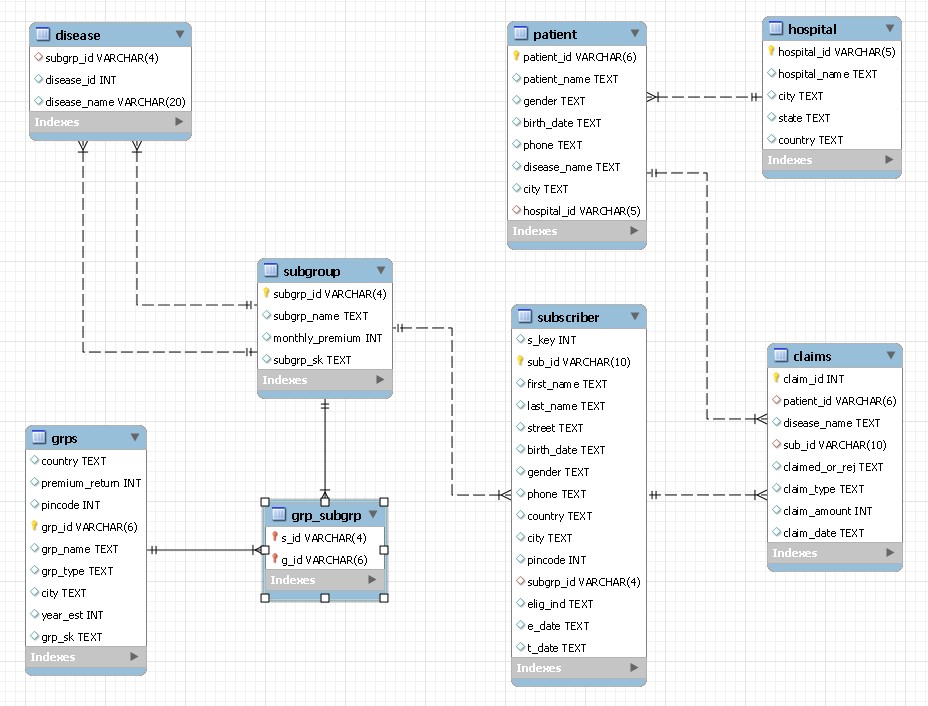 disease
subgrp_id VARCHAR(4)
disease_id INT
disease_name VARCHAR(20)
Indexes
patient
patient_id VARCHAR(6)
patient_name TEXT
gender TEXT
birth_date TEXT
phone TEXT
disease_name TEXT
city TEXT
hospital_id VARCHAR(5)
Indexes
hospital
hospital_id VARCHAR(5)
hospital_name TEXT
city TEXT
state TEXT
country TEXT
Indexes
subgroup
subgrp_id VARCHAR(4)
subgrp_name TEXT
monthly_premium INT
subgrp_sk TEXT
Indexes
subscriber
s_key INT
sub_id VARCHAR(10)
first_name TEXT
last_name TEXT
street TEXT
birth_date TEXT
gender TEXT
phone TEXT
country TEXT
city TEXT
pincode INT
subgrp_id VARCHAR(4)
elig_ind TEXT
e_date TEXT
t_date TEXT
Indexes
claims
claim_id INT
patient_id VARCHAR(6)
disease_name TEXT
sub_id VARCHAR(10)
claimed_or_rej TEXT
claim_type TEXT
claim_amount INT
claim_date TEXT
Indexes
grps
country TEXT
premium_return INT
pincode INT
grp_id VARCHAR(6)
grp_name TEXT
grp_type TEXT
city TEXT
year_est INT
grp_sk TEXT
Indexes
grp_subgrp
s_id VARCHAR(4)
g_id VARCHAR(6)
Indexes